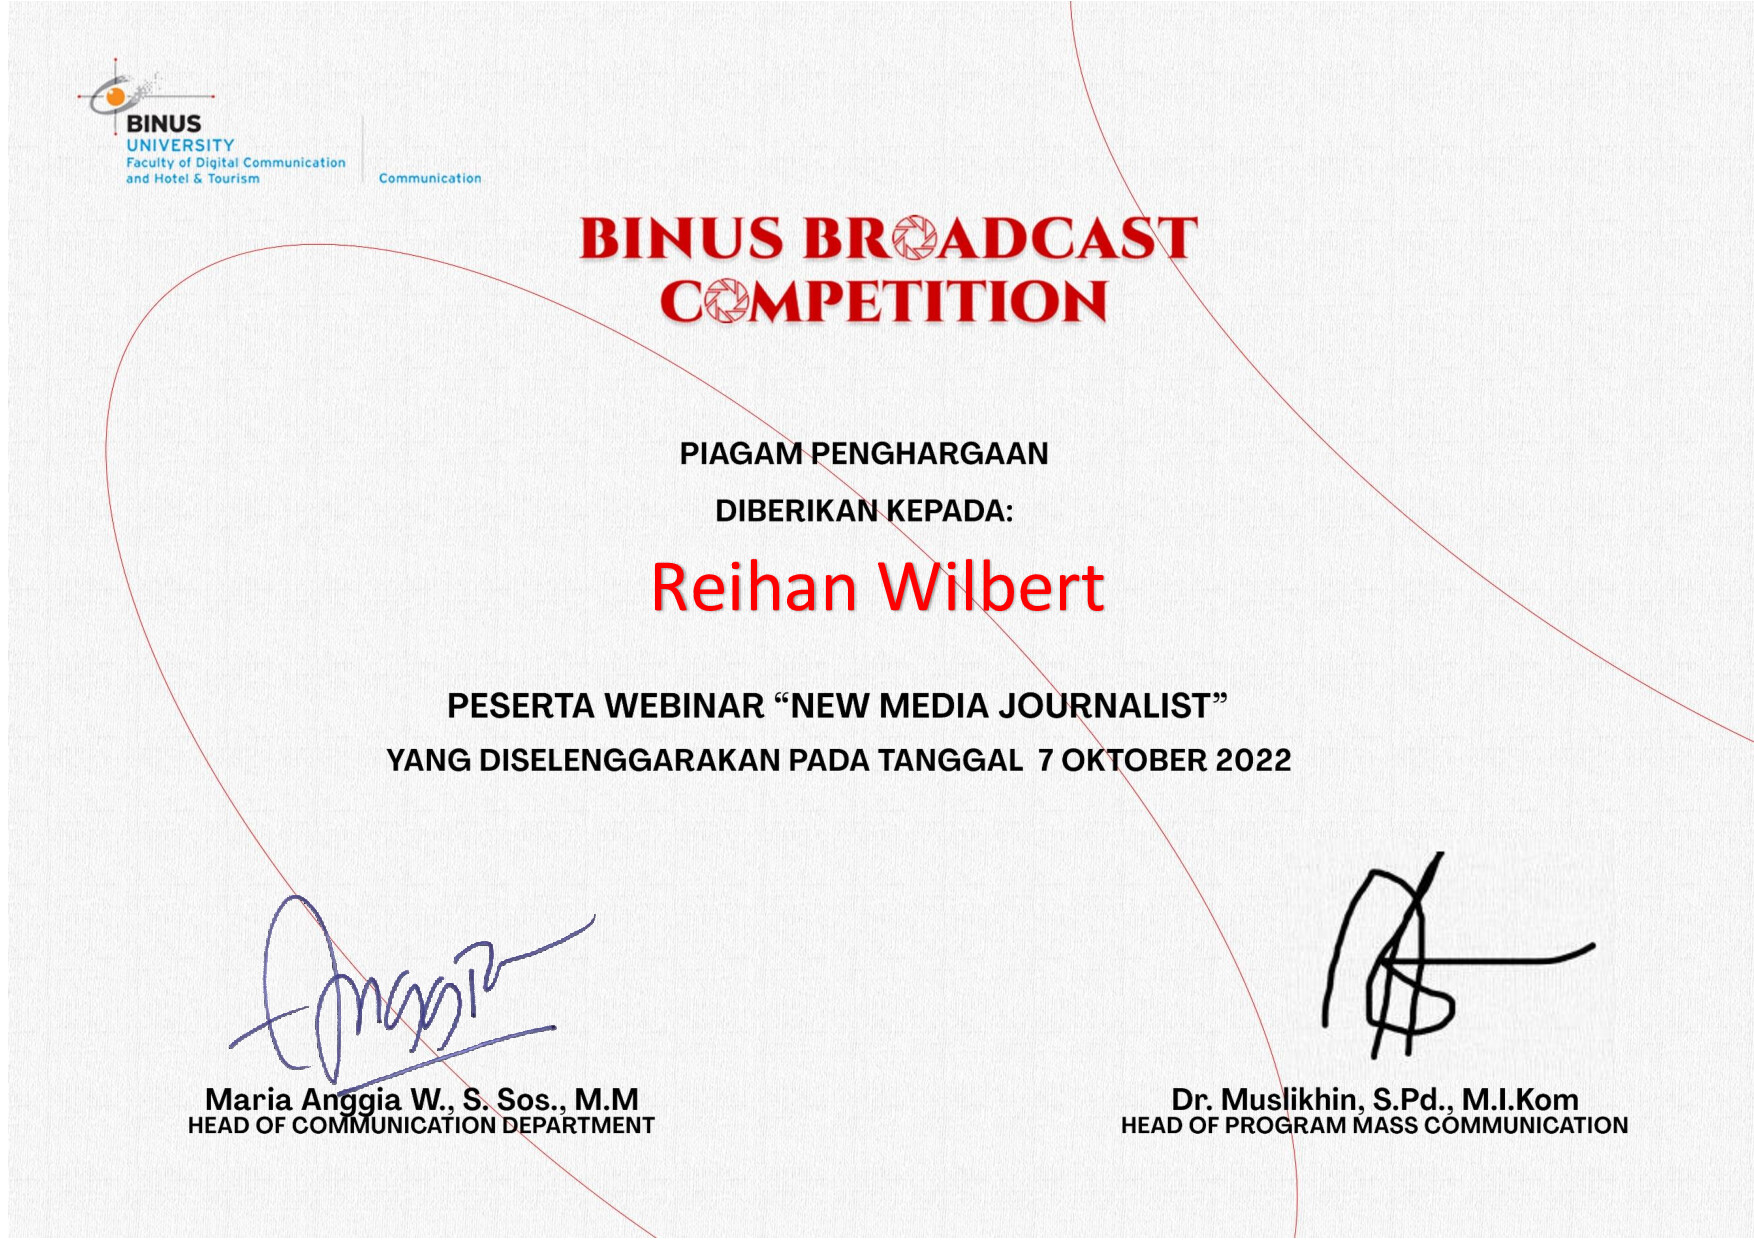 BINUS
UNIVERSITY
Faculty of Digital Communication
and Hotel & Tourism
Communication
BINUS BROADCAST
COMPETITION
PIAGAM PENGHARGAAN
DIBERIKAN KEPADA:
Reihan Wilbert
PESERTA WEBINAR “NEW MEDIA JOURNALIST”
YANG DISELENGGARAKAN PADA TANGGAL 7 OKTOBER 2022
Maria Anggia W., S. Sos., M.M
HEAD OF COMMUNICATION DEPARTMENT
Dr. Muslikhin, S.Pd., M.I.Kom
HEAD OF PROGRAM MASS COMMUNICATION